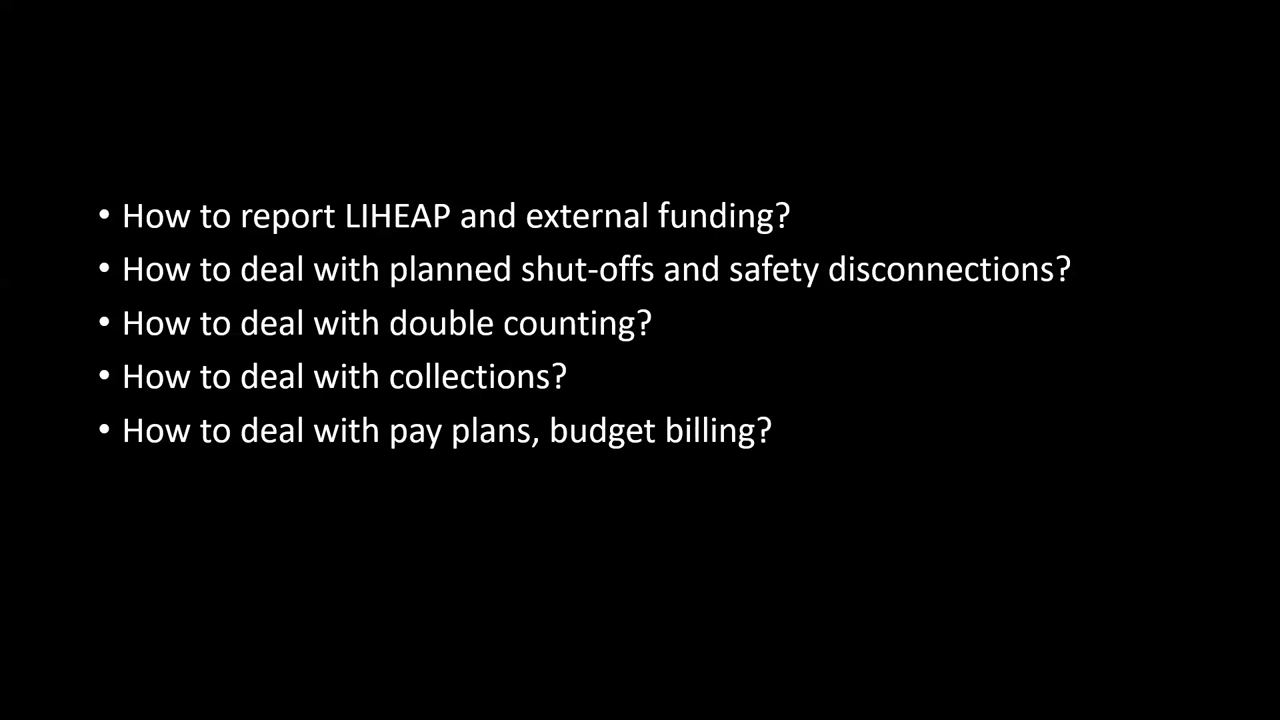 • How to report LIHEAP and external funding?
• How to deal with planned shut-offs and safety disconnections?
• How to deal with double counting?
• How to deal with collections?
• How to deal with pay plans, budget billing?